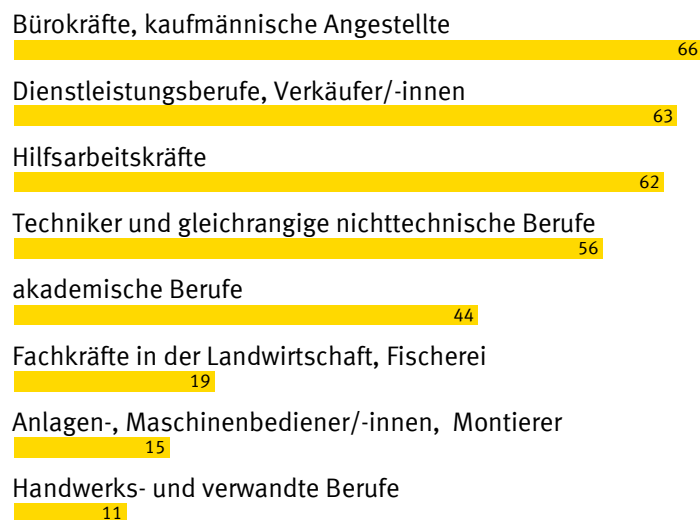 Bürokräfte, kaufmännische Angestellte
66
Dienstleistungsberufe, Verkäufer/-innen
63
Hilfsarbeitskräfte
62
Techniker und gleichrangige nichttechnische Berufe
56
akademische Berufe
44
Fachkräfte in der Landwirtschaft, Fischerei
19
Anlagen-, Maschinenbediener/-innen, Montierer
15
Handwerks- und verwandte Berufe
11